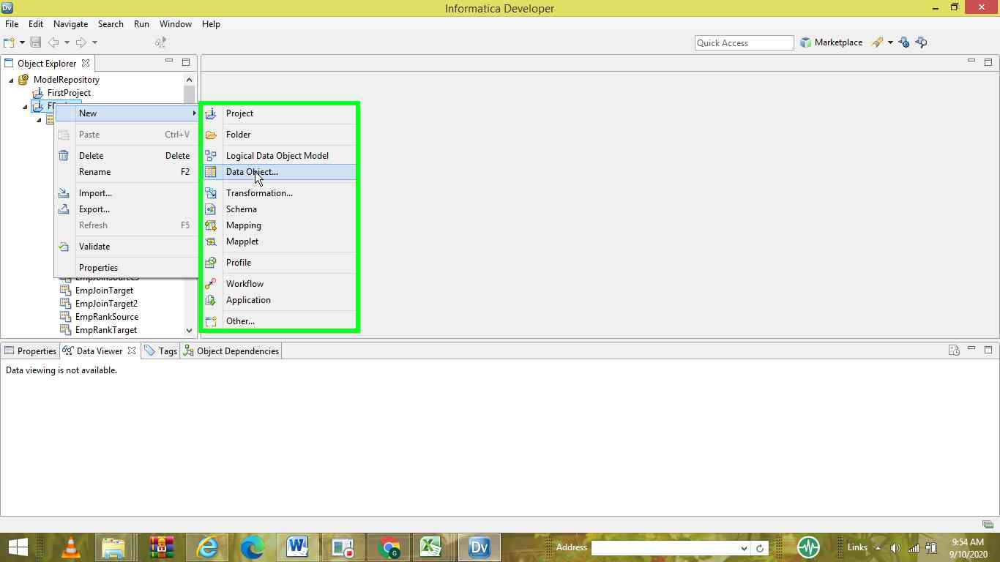 Dv
Informatica Developer
File Edit Navigate Search Run Window Help
Quick Access
Marketplace
Object Explorer
ModelRepository
FirstProject
New
Paste Ctrl+V
Delete Delete
Rename F2
Import...
Export...
Refresh F5
Validate
Properties
Project
Folder
Logical Data Object Model
Data Object...
Transformation...
Schema
Mapping
Mapplet
Profile
Workflow
Application
Other...
EmpJoinTarget
EmpJoinTarget2
EmpRankSource
EmpRankTarget
Properties Data Viewer Tags Object Dependencies
Data viewing is not available.
Dv
Address
Links
9:54 AM
9/10/2020